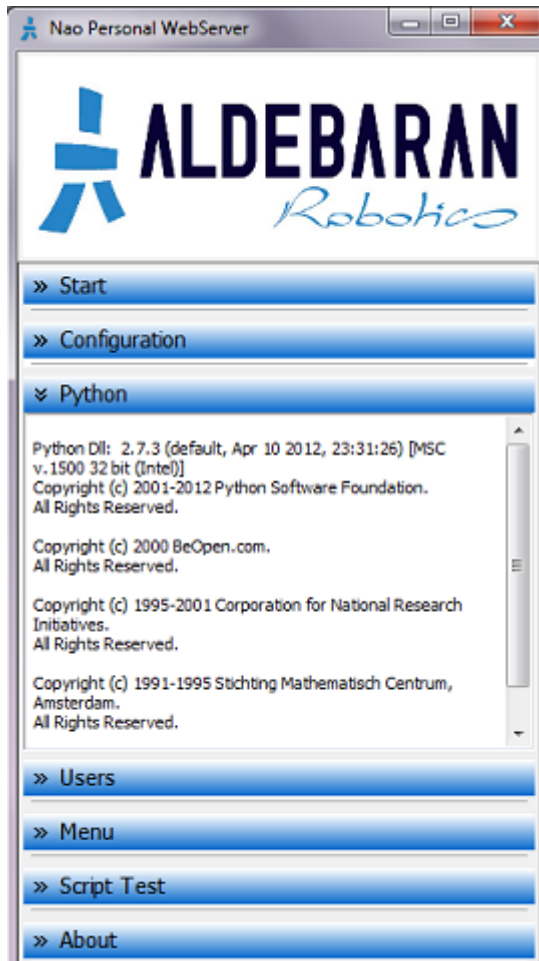 Nao Personal WebServer
ALDEBARAN
Robotics
» Start
» Configuration
Python
Python Dll: 2.7.3 (default, Apr 10 2012, 23:31:26) [MSC
v.1500 32 bit (Intel)]
Copyright (c) 2001-2012 Python Software Foundation.
All Rights Reserved.
Copyright (c) 2000 BeOpen.com.
All Rights Reserved.
Copyright (c) 1995-2001 Corporation for National Research
Initiatives.
All Rights Reserved.
Copyright (c) 1991-1995 Stichting Mathematisch Centrum,
Amsterdam.
All Rights Reserved.
» Users
» Menu
» Script Test
» About